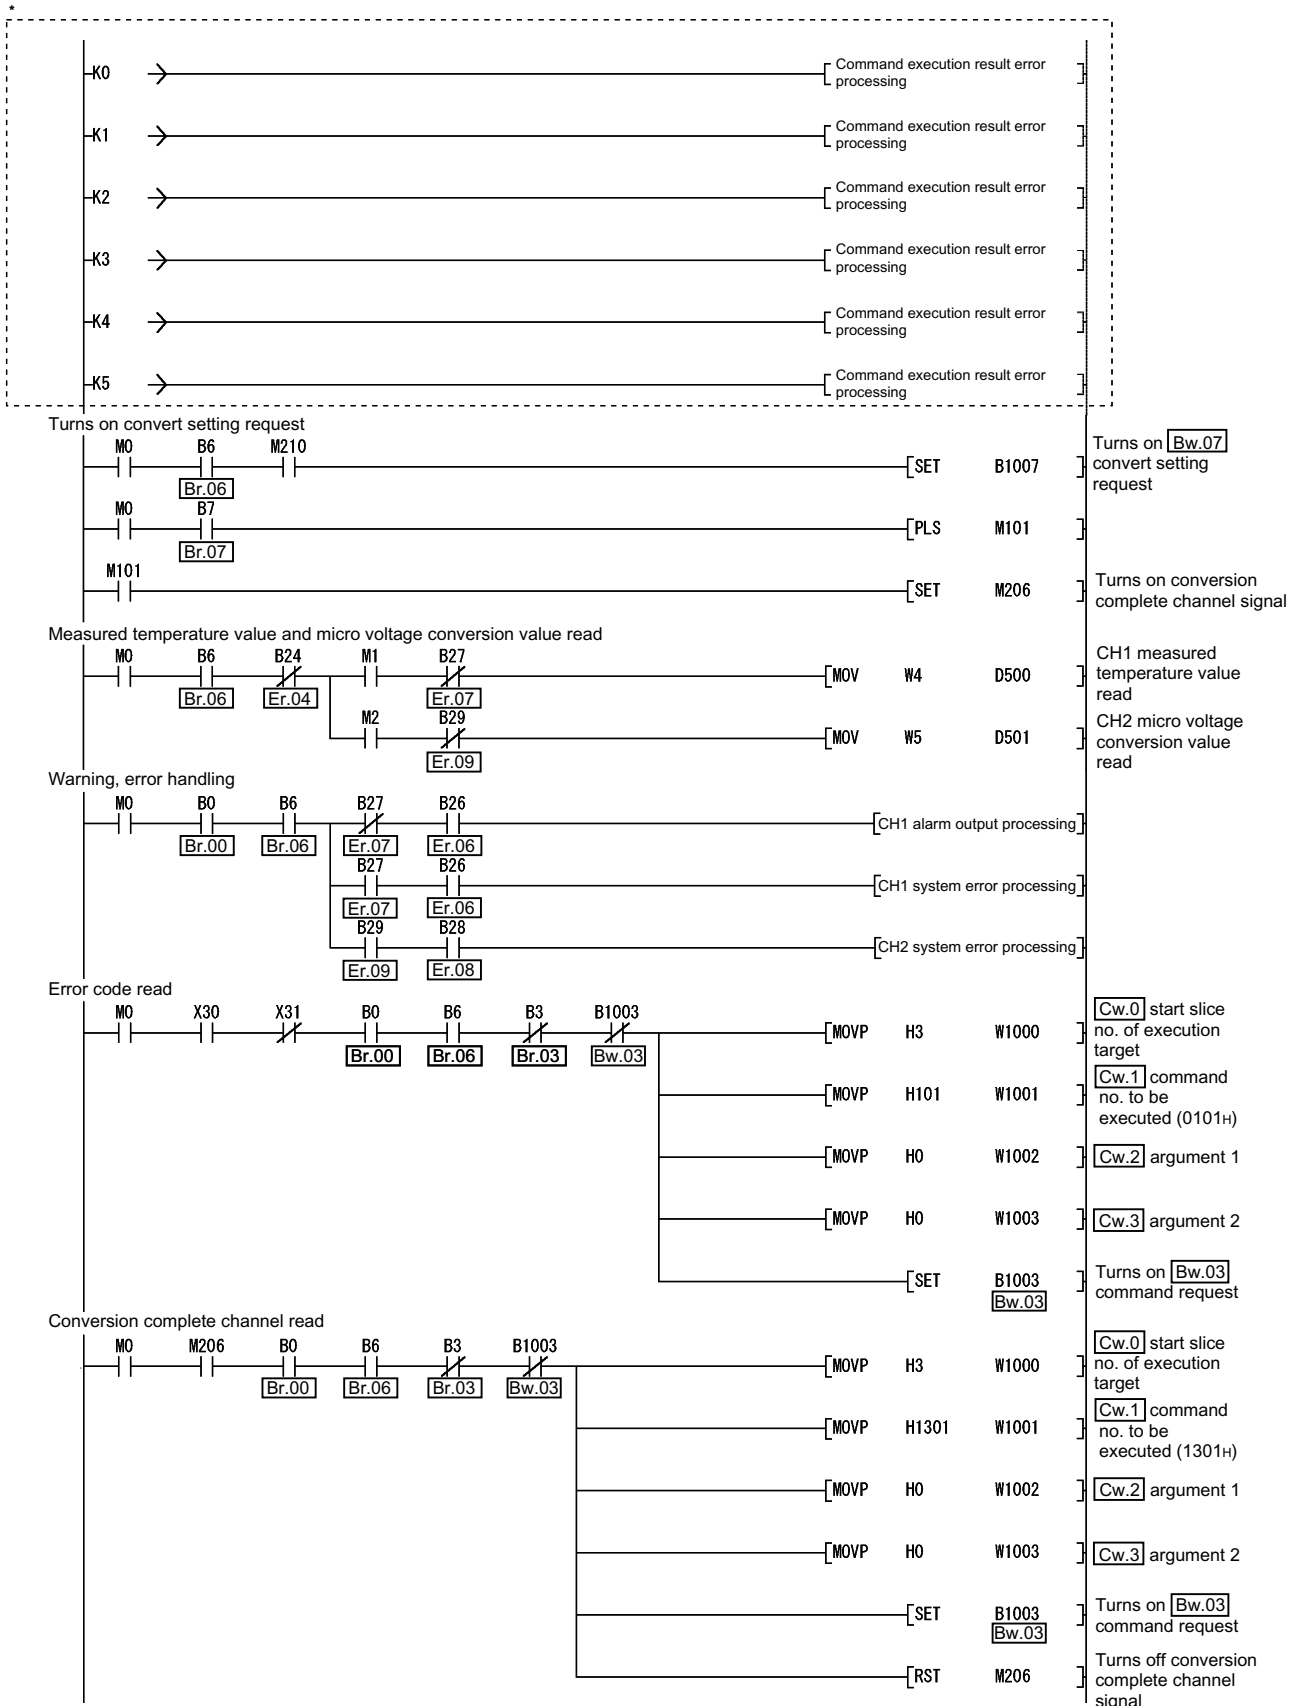 *
K0 Command execution result error
processing
K1 Command execution result error
processing
K2 Command execution result error
processing
K3 Command execution result error
processing
K4 Command execution result error
processing
K5 Command execution result error
processing
Turns on convert setting request
M0 B6 M210
Br.06
SET B1007
Turns on Bw.07
convert setting
request
M0 B7
Br.07
PLS M101
M101
SET M206
Turns on conversion
complete channel signal
Measured temperature value and micro voltage conversion value read
M0 B6 B24 M1 B27
Br.06 Er.04 Er.07
MOV W4 D500
CH1 measured
temperature value
read
M2 B29
Er.09
MOV W5 D501
CH2 micro voltage
conversion value
read
Warning, error handling
M0 B0 B6 B27 B26
Br.00 Br.06 Er.07 Er.06
CH1 alarm output processing
B27 B26
Er.07 Er.06
CH1 system error processing
B29 B28
Er.09 Er.08
CH2 system error processing
Error code read
M0 X30 X31 B0 B6 B3 B1003
Br.00 Br.06 Br.03 Bw.03
MOVP H3 W1000
Cw.0 start slice
no. of execution
target
MOVP H101 W1001
Cw.1 command
no. to be
executed (0101H)
MOVP H0 W1002
Cw.2 argument 1
MOVP H0 W1003
Cw.3 argument 2
SET B1003
Bw.03
Turns on Bw.03
command request
Conversion complete channel read
M0 M206 B0 B6 B3 B1003
Br.00 Br.06 Br.03 Bw.03
MOVP H3 W1000
Cw.0 start slice
no. of execution
target
MOVP H1301 W1001
Cw.1 command
no. to be
executed (1301H)
MOVP H0 W1002
Cw.2 argument 1
MOVP H0 W1003
Cw.3 argument 2
SET B1003
Bw.03
Turns on Bw.03
command request
RST M206
Turns off conversion
complete channel
signal